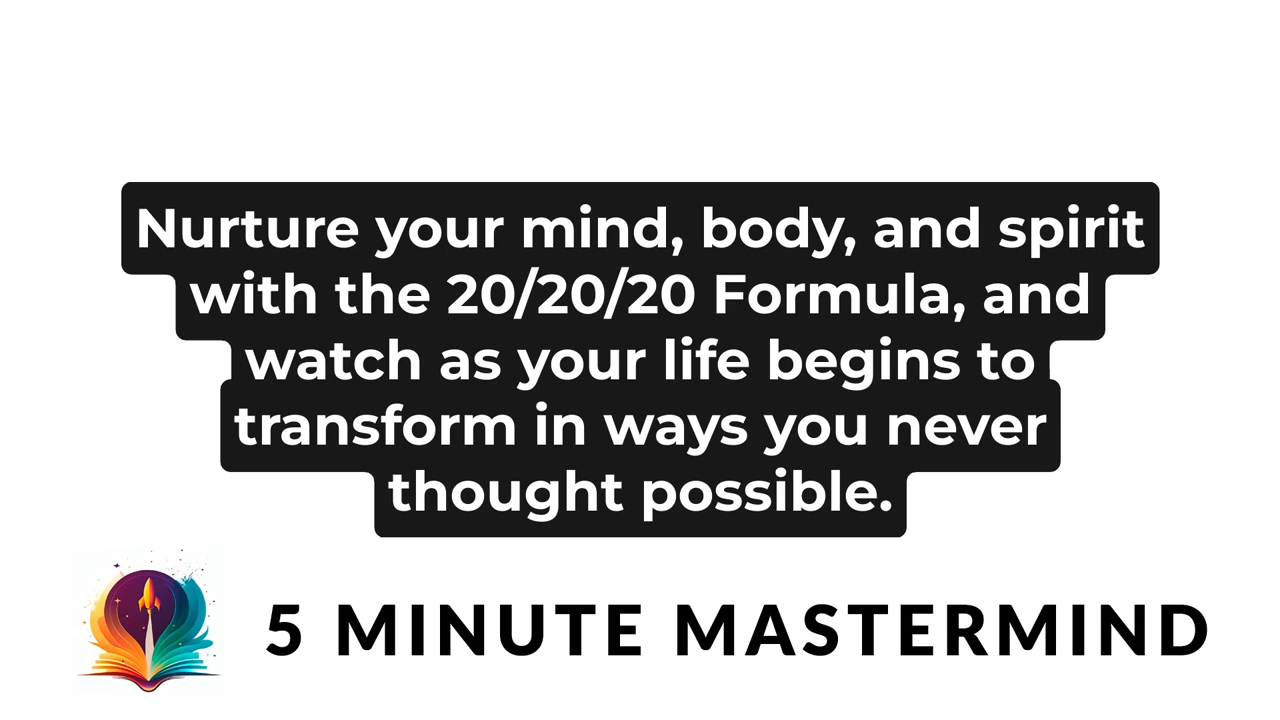 Nurture your mind, body, and spirit
with the 20/20/20 Formula, and
watch as your life begins to
transform in ways you never
thought possible.
5 MINUTE MASTERMIND